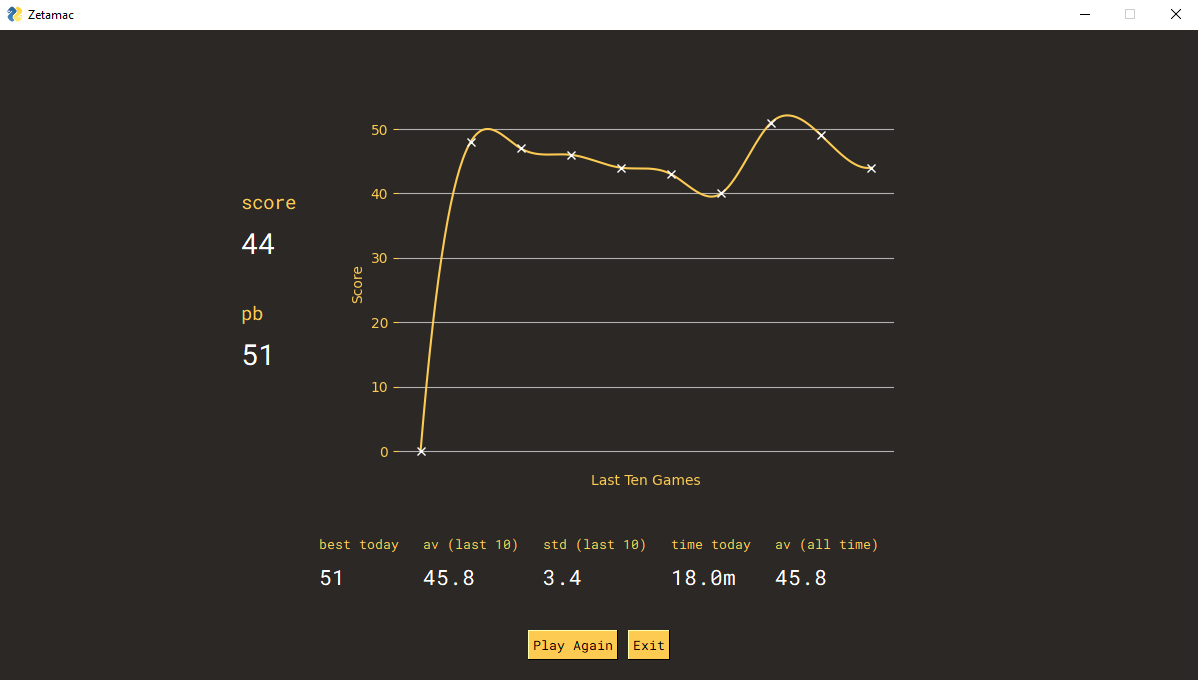 Zetamac
score
44
pb
51
50
40
30
20
10
0
Score
Last Ten Games
best today av (last 10) std (last 10) time today av (all time)
51 45.8 3.4 18.0m 45.8
Play Again Exit